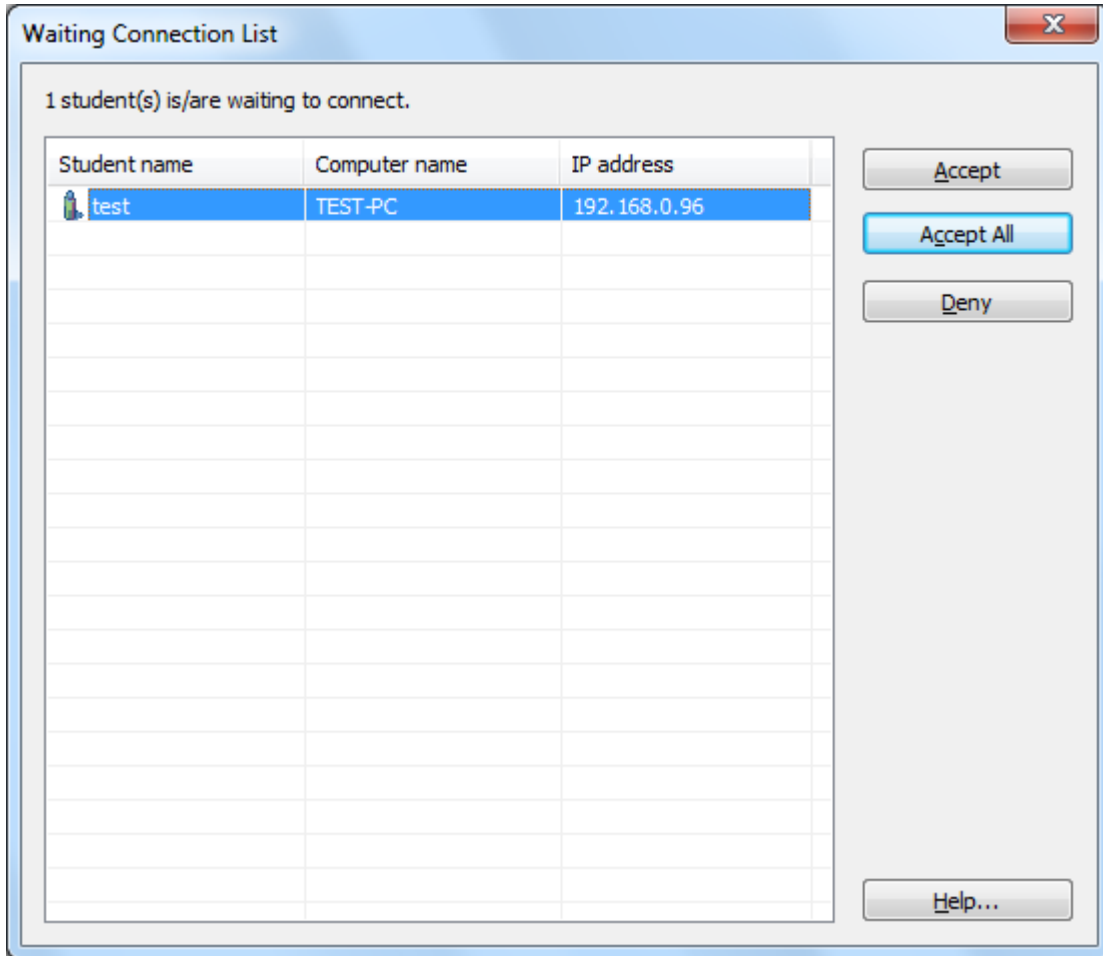 Waiting Connection List
1 student(s) is/are waiting to connect.
Student name Computer name IP address
test TEST-PC 192.168.0.96
Accept
Accept All
Deny
Help...